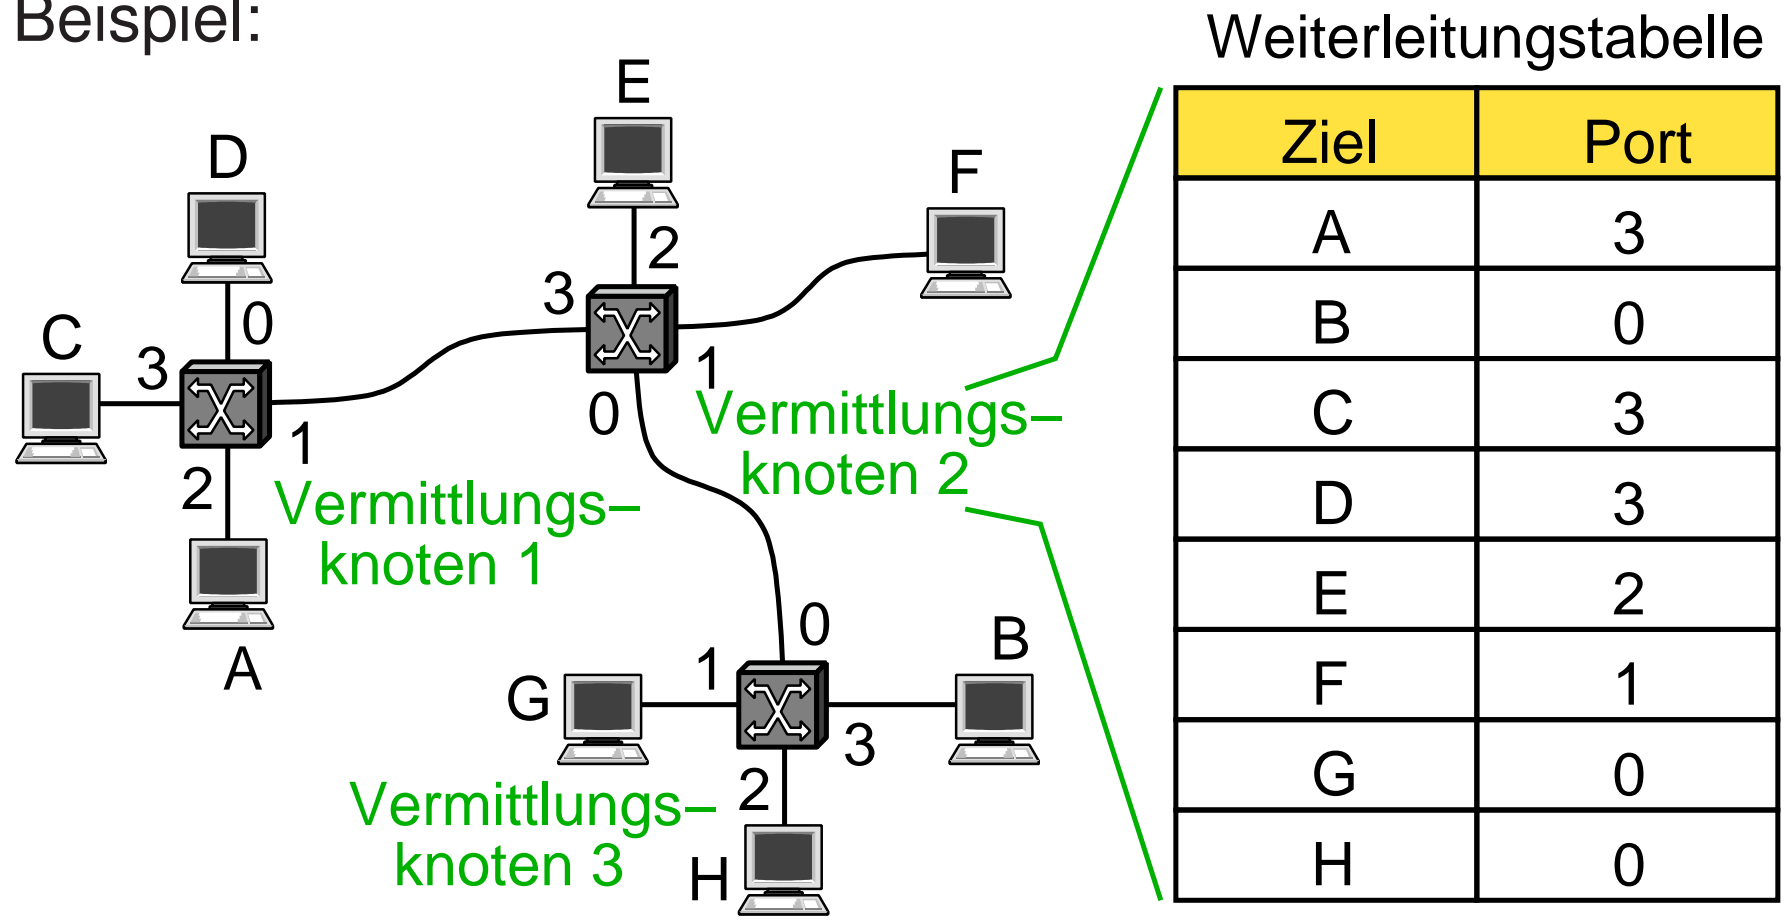 Beispiel:
Weiterleitungstabelle
Ziel Port
A 3
B 0
C 3
D 3
E 2
F 1
G 0
H 0
E
D
F
2
3
C
0
3
1
0
Vermittlungs–
knoten 2
1
2
Vermittlungs–
knoten 1
A
0
B
1
G
3
2
Vermittlungs–
knoten 3
H